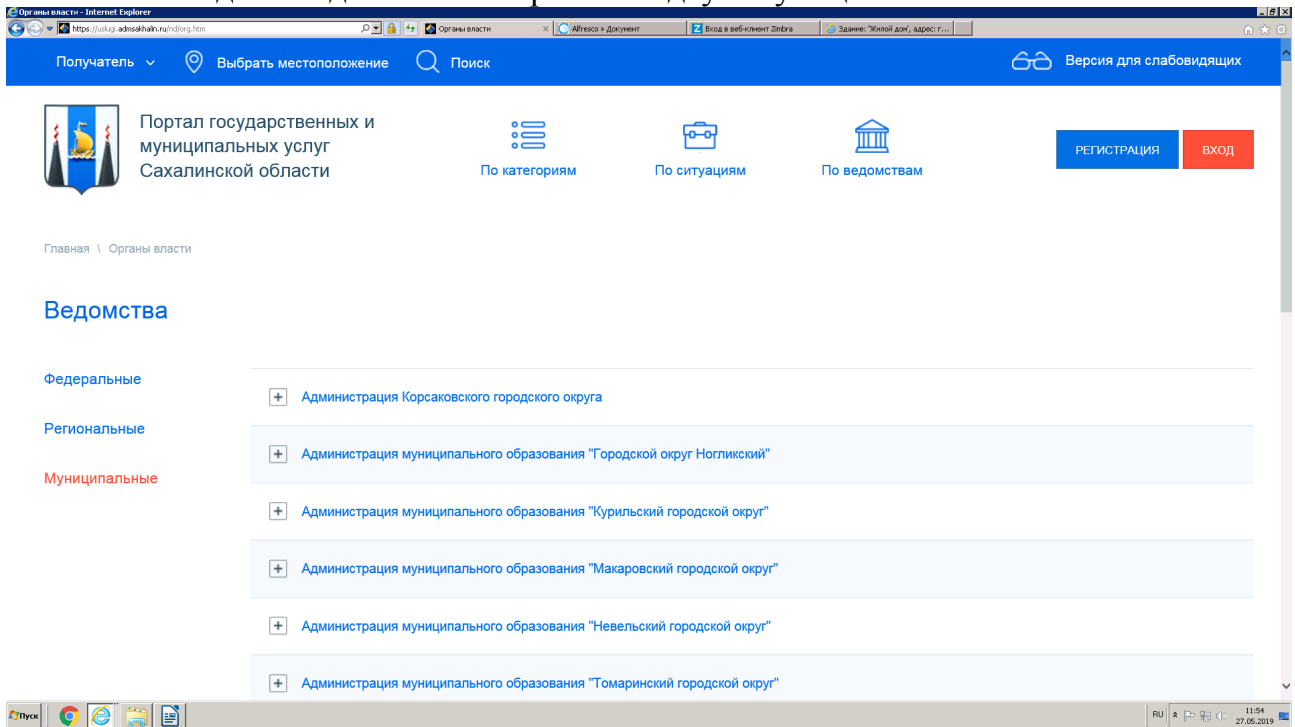 Органы власти - Internet Explorer
https://uslugi.admsakhalin.ru/nd/org.htm
Органы власти
Alfresco » Документ
Вход в веб-клиент Zimbra
Здание: 'Жилой дом', адрес: г...
Получатель
Выбрать местоположение
Поиск
Версия для слабовидящих
Портал государственных и
муниципальных услуг
Сахалинской области
По категориям
По ситуациям
По ведомствам
РЕГИСТРАЦИЯ
ВХОД
Главная \ Органы власти
Ведомства
Федеральные
Региональные
Муниципальные
Администрация Корсаковского городского округа
Администрация муниципального образования "Городской округ Ногликский"
Администрация муниципального образования "Курильский городской округ"
Администрация муниципального образования "Макаровский городской округ"
Администрация муниципального образования "Невельский городской округ"
Администрация муниципального образования "Томаринский городской округ"
Пуск
RU
11:54
27.05.2019